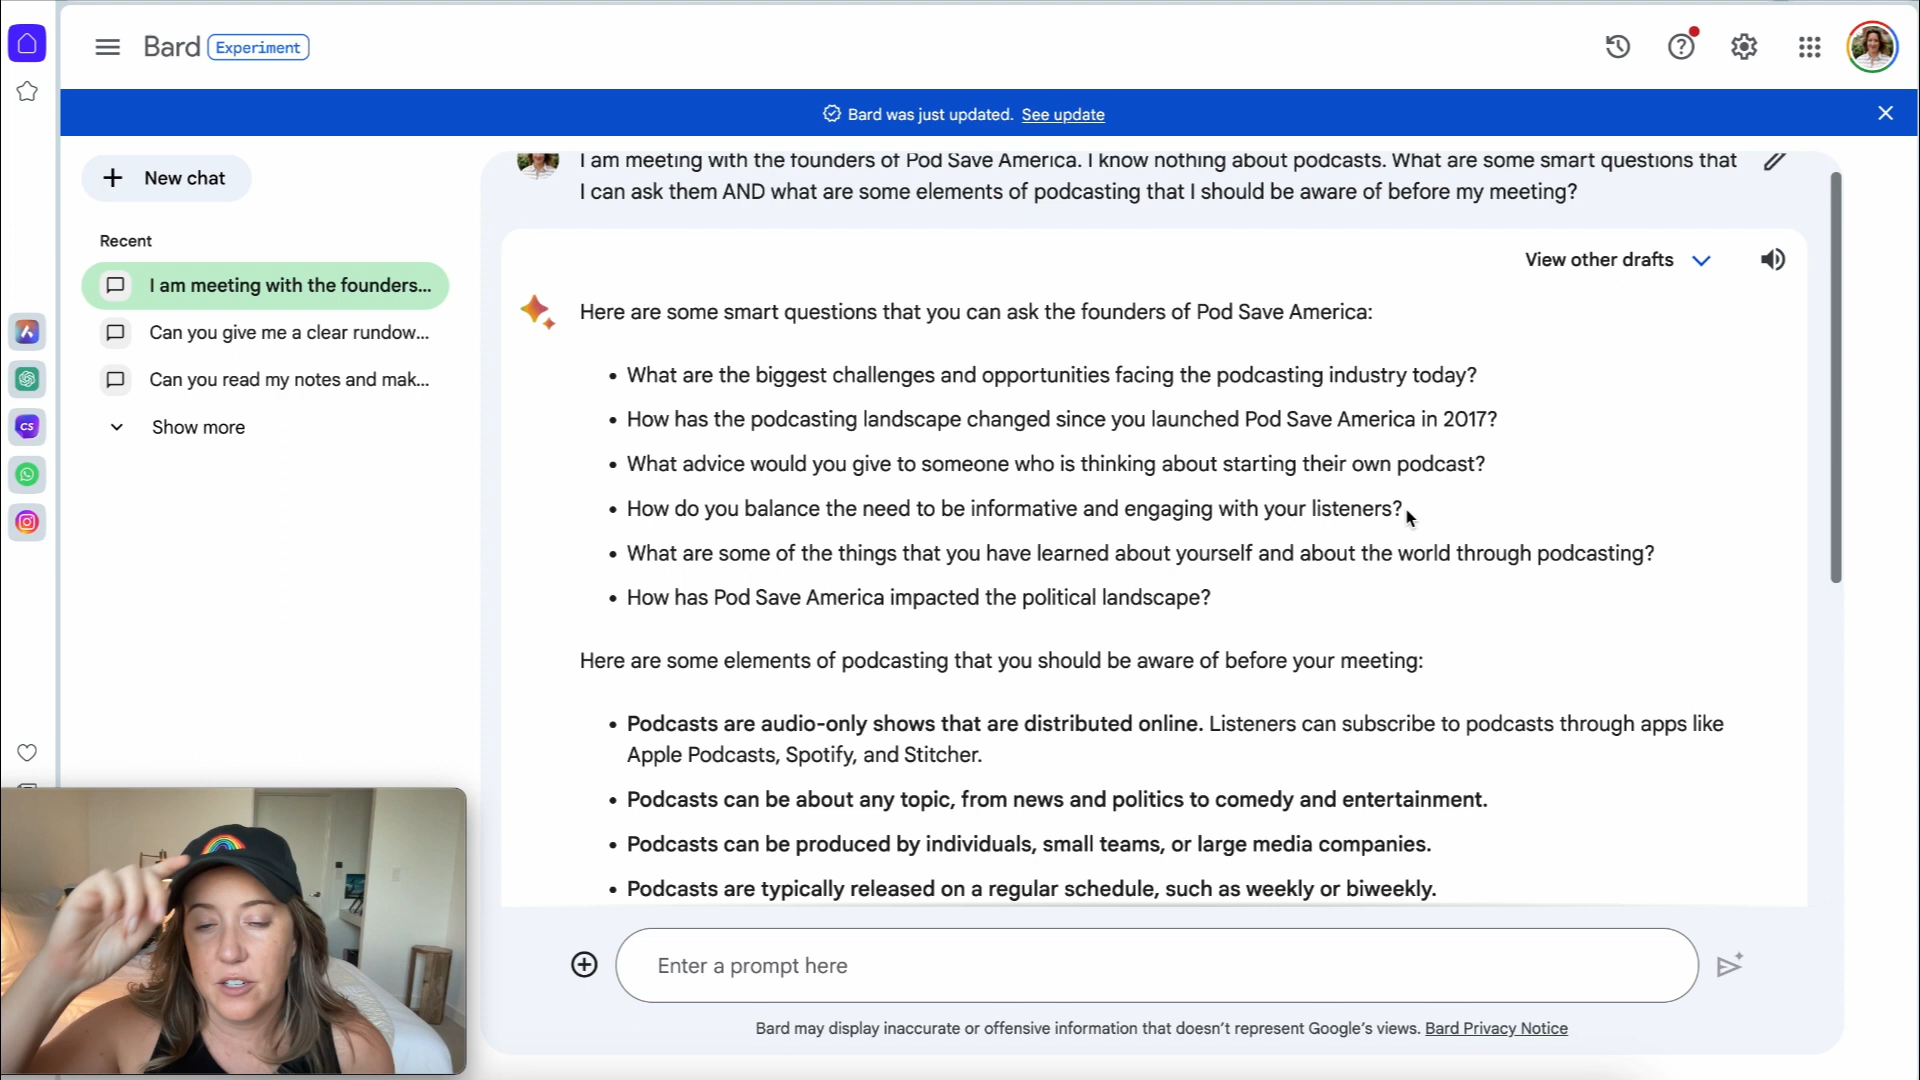 Bard Experiment
Bard was just updated. See update
New chat
Recent
I am meeting with the founders...
Can you give me a clear rundow...
Can you read my notes and mak...
Show more
I am meeting with the founders of Pod Save America. I know nothing about podcasts. What are some smart questions that
I can ask them AND what are some elements of podcasting that I should be aware of before my meeting?
View other drafts
Here are some smart questions that you can ask the founders of Pod Save America:
• What are the biggest challenges and opportunities facing the podcasting industry today?
• How has the podcasting landscape changed since you launched Pod Save America in 2017?
• What advice would you give to someone who is thinking about starting their own podcast?
• How do you balance the need to be informative and engaging with your listeners?
• What are some of the things that you have learned about yourself and about the world through podcasting?
• How has Pod Save America impacted the political landscape?
Here are some elements of podcasting that you should be aware of before your meeting:
• Podcasts are audio-only shows that are distributed online. Listeners can subscribe to podcasts through apps like
Apple Podcasts, Spotify, and Stitcher.
• Podcasts can be about any topic, from news and politics to comedy and entertainment.
• Podcasts can be produced by individuals, small teams, or large media companies.
• Podcasts are typically released on a regular schedule, such as weekly or biweekly.
Enter a prompt here
Bard may display inaccurate or offensive information that doesn't represent Google's views. Bard Privacy Notice
CS